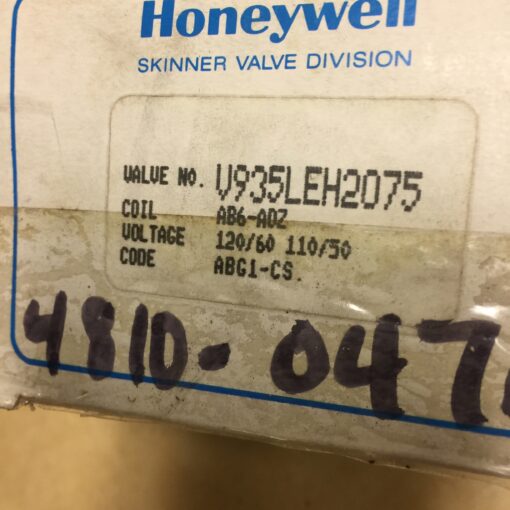 Honeywell
SKINNER VALVE DIVISION
VALVE NO. V935LEH2075
COIL AB6-ADZ
VOLTAGE 120/60 110/50
CODE ABG1-CS.
4810-047